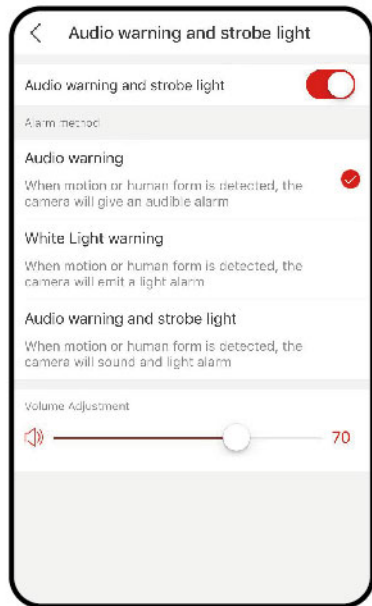 Audio warning and strobe light
Audio warning and strobe light
Alarm method
Audio warning
When motion or human form is detected, the
camera will give an audible alarm
White Light warning
When motion or human form is detected, the
camera will emit a light alarm
Audio warning and strobe light
When motion or human form is detected, the
camera will sound and light alarm
Volume Adjustment
70